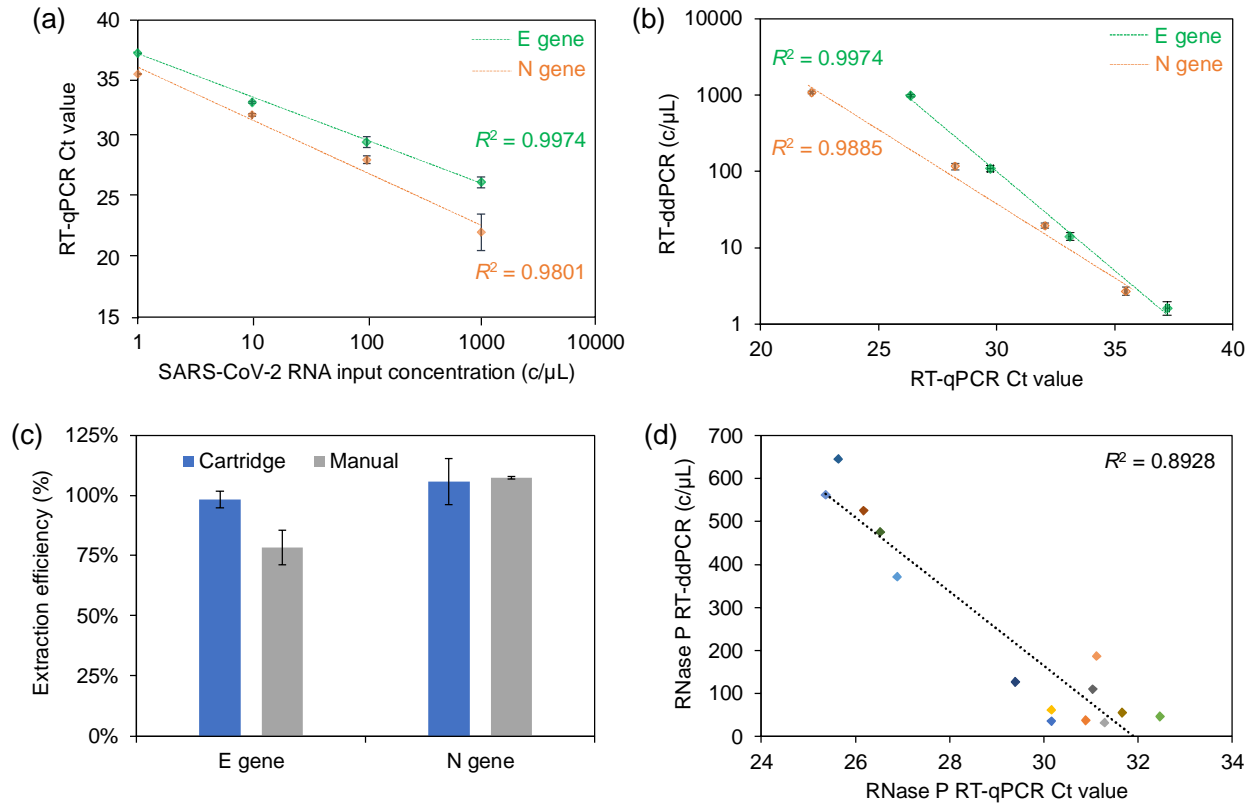 (a)
40
35
30
25
20
15
RT-qPCR Ct value
E gene
N gene
R² = 0.9974
R² = 0.9801
1
10
100
1000
10000
SARS-CoV-2 RNA input concentration (c/µL)
(b)
10000
1000
100
10
1
RT-ddPCR (c/µL)
E gene
N gene
R² = 0.9974
R² = 0.9885
20
25
30
35
40
RT-qPCR Ct value
(c)
125%
100%
75%
50%
25%
0%
Extraction efficiency (%)
Cartridge
Manual
E gene
N gene
(d)
700
600
500
400
300
200
100
0
RNase P RT-ddPCR (c/µL)
R² = 0.8928
24
26
28
30
32
34
RNase P RT-qPCR Ct value